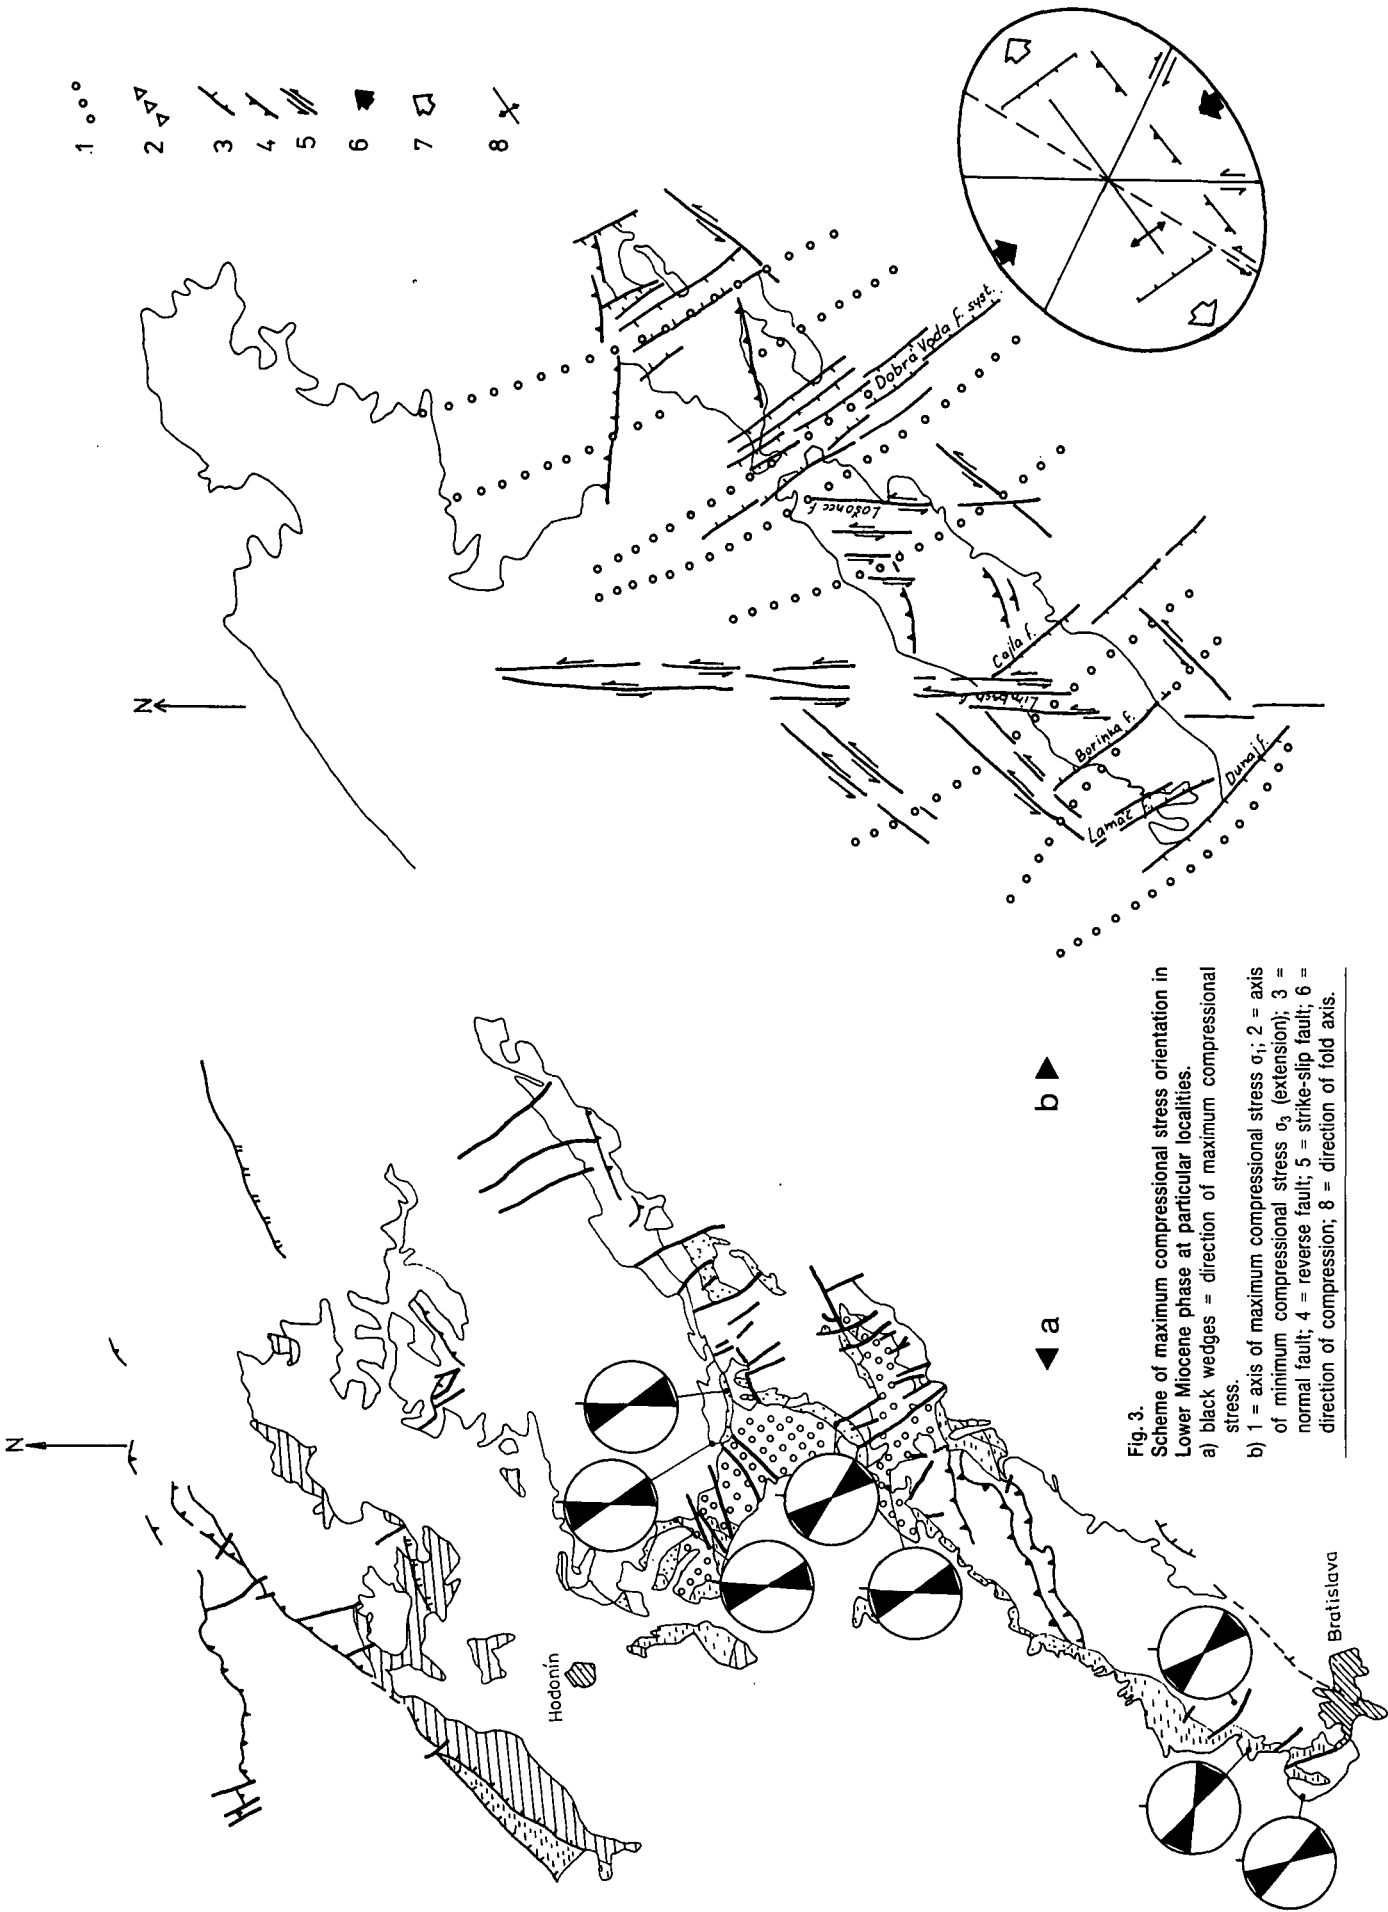 N
Hodonín
Bratislava
◀ a
b ▶
Fig. 3.
Scheme of maximum compressional stress orientation in
Lower Miocene phase at particular localities.
a) black wedges = direction of maximum compressional
stress.
b) 1 = axis of maximum compressional stress σ₁; 2 = axis
of minimum compressional stress σ₃ (extension); 3 =
normal fault; 4 = reverse fault; 5 = strike-slip fault; 6 =
direction of compression; 8 = direction of fold axis.
N
Dobrá Voda f. syst.
Lošonec f.
Cajla f.
Limbach f.
Borinka f.
Lamač f.
Dunaj f.
1
2
3
4
5
6
7
8